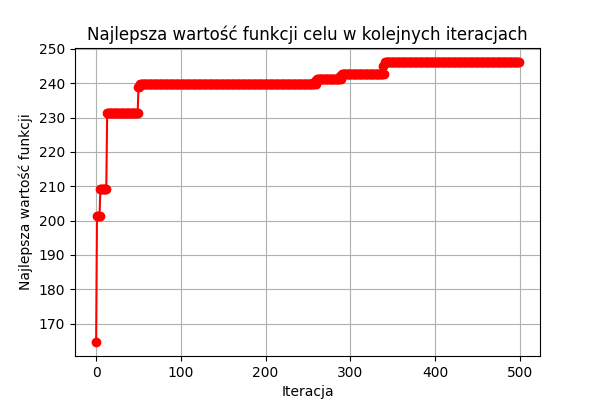 Najlepsza wartość funkcji celu w kolejnych iteracjach
Najlepsza wartość funkcji
250
240
230
220
210
200
190
180
170
0 100 200 300 400 500
Iteracja